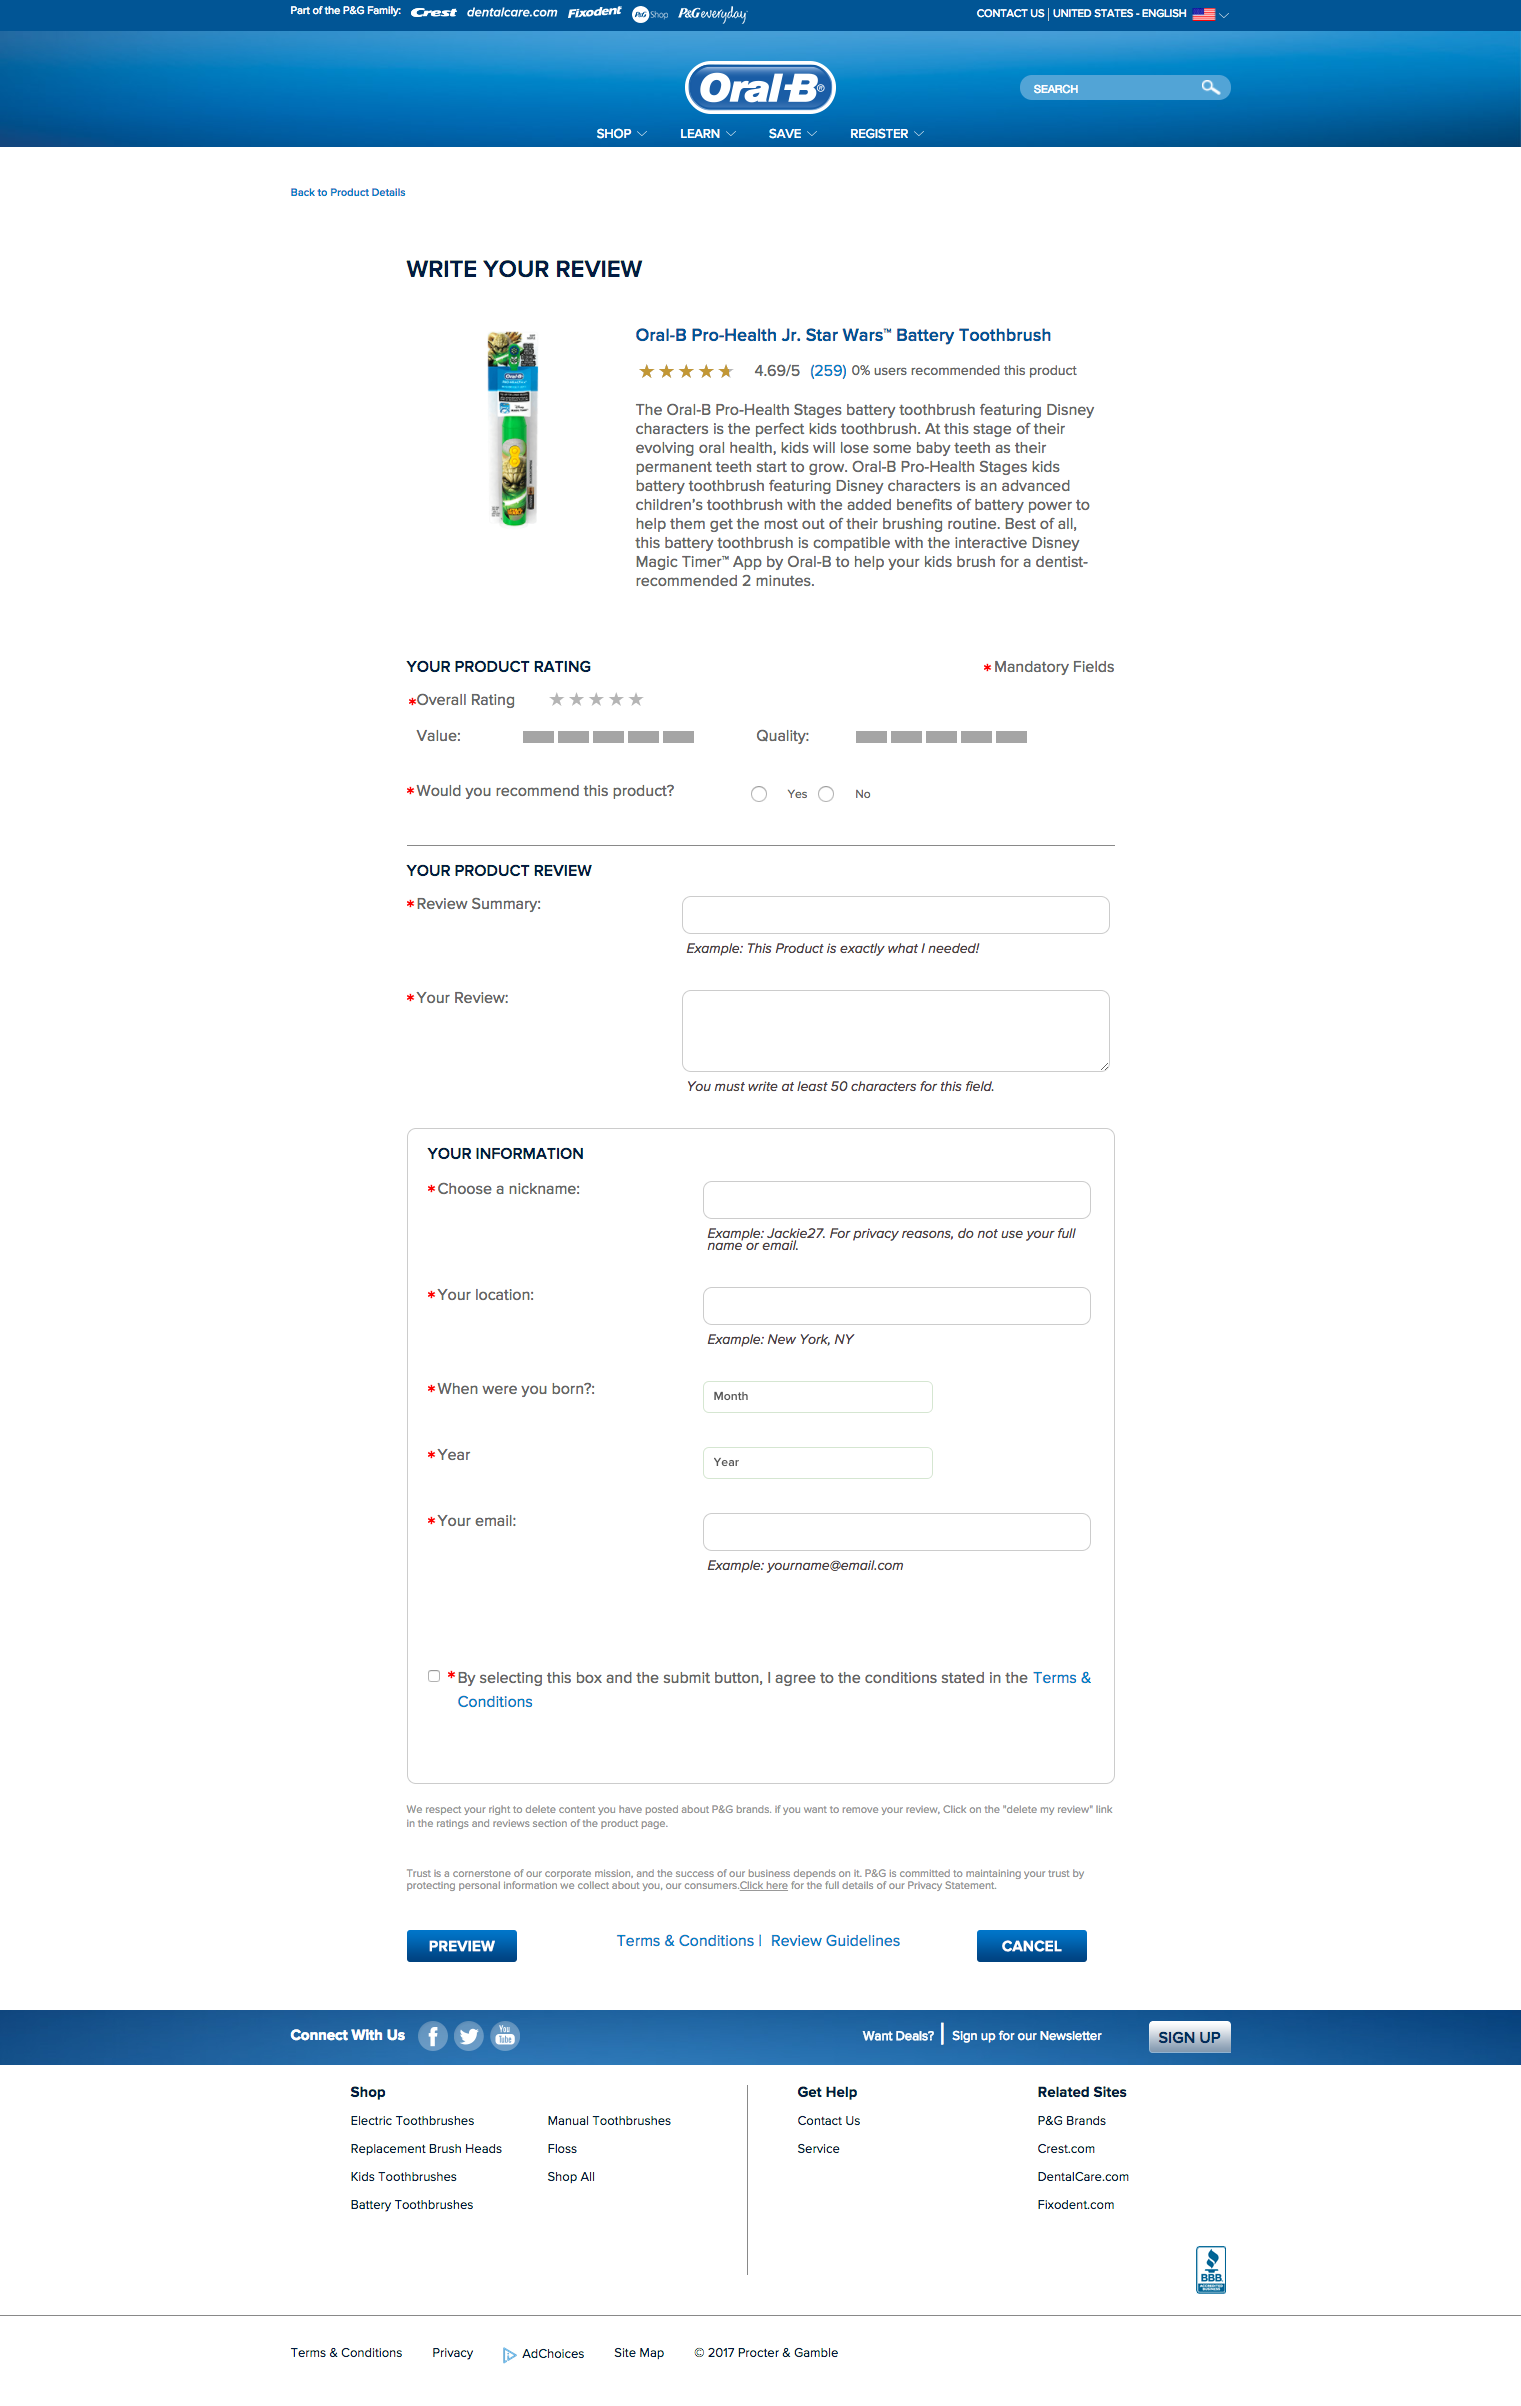 Part of the P&G Family: Crest dentalcare.com Fixodent P&G Shop P&G everyday
CONTACT US | UNITED STATES - ENGLISH
Oral-B®
SEARCH
SHOP LEARN SAVE REGISTER
Back to Product Details
WRITE YOUR REVIEW
Oral-B Pro-Health Jr. Star Wars™ Battery Toothbrush
4.69/5 (259) 0% users recommended this product
The Oral-B Pro-Health Stages battery toothbrush featuring Disney
characters is the perfect kids toothbrush. At this stage of their
evolving oral health, kids will lose some baby teeth as their
permanent teeth start to grow. Oral-B Pro-Health Stages kids
battery toothbrush featuring Disney characters is an advanced
children's toothbrush with the added benefits of battery power to
help them get the most out of their brushing routine. Best of all,
this battery toothbrush is compatible with the interactive Disney
Magic Timer™ App by Oral-B to help your kids brush for a dentist-
recommended 2 minutes.
YOUR PRODUCT RATING
* Mandatory Fields
*Overall Rating
Value:
Quality:
*Would you recommend this product?
Yes No
YOUR PRODUCT REVIEW
*Review Summary:
Example: This Product is exactly what I needed!
*Your Review:
You must write at least 50 characters for this field.
YOUR INFORMATION
*Choose a nickname:
Example: Jackie27. For privacy reasons, do not use your full
name or email.
*Your location:
Example: New York, NY
*When were you born?:
Month
*Year
Year
*Your email:
Example: yourname@email.com
*By selecting this box and the submit button, I agree to the conditions stated in the Terms &
Conditions
We respect your right to delete content you have posted about P&G brands. if you want to remove your review, Click on the "delete my review" link
in the ratings and reviews section of the product page.
Trust is a cornerstone of our corporate mission, and the success of our business depends on it. P&G is committed to maintaining your trust by
protecting personal information we collect about you, our consumers.Click here for the full details of our Privacy Statement.
PREVIEW
Terms & Conditions | Review Guidelines
CANCEL
Connect With Us
You Tube
Want Deals? | Sign up for our Newsletter
SIGN UP
Shop
Electric Toothbrushes
Replacement Brush Heads
Kids Toothbrushes
Battery Toothbrushes
Manual Toothbrushes
Floss
Shop All
Get Help
Contact Us
Service
Related Sites
P&G Brands
Crest.com
DentalCare.com
Fixodent.com
BBB
ACCREDITED
BUSINESS
Terms & Conditions Privacy AdChoices Site Map © 2017 Procter & Gamble